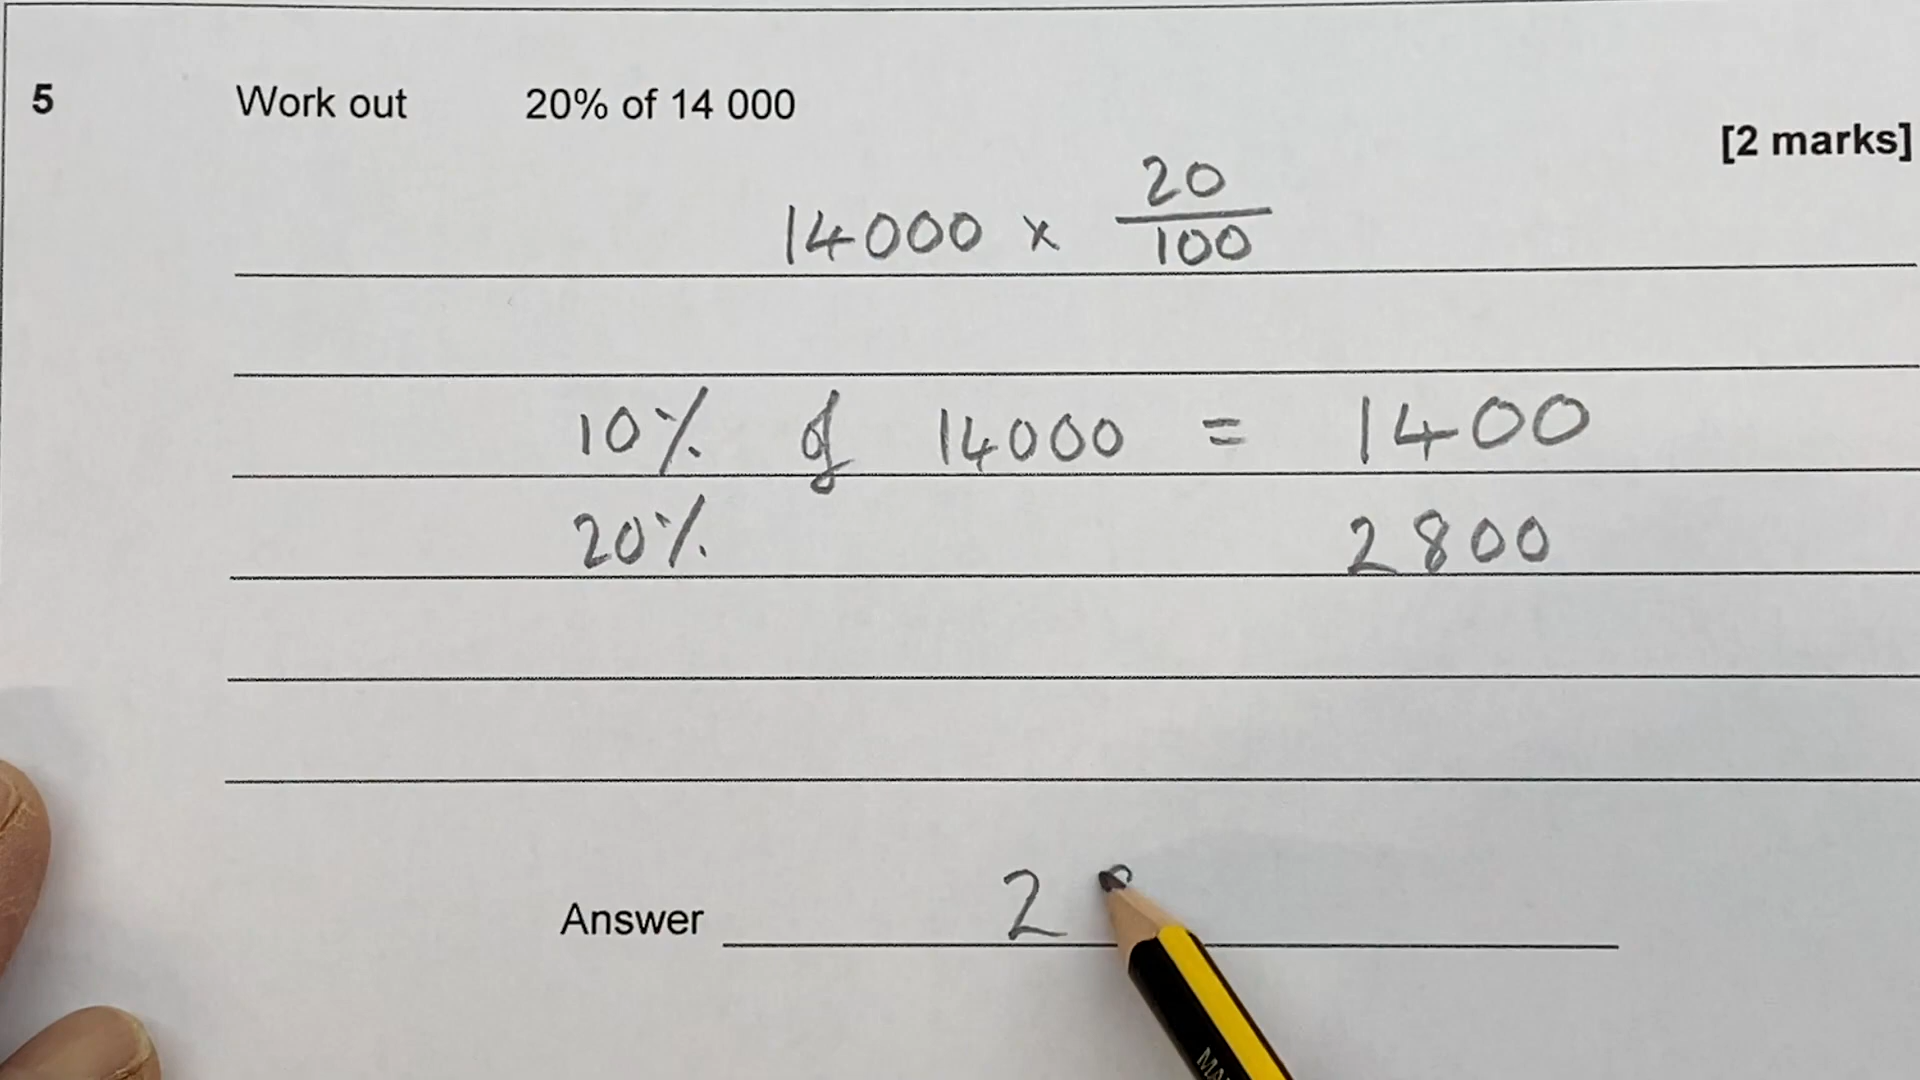 5 Work out 20% of 14 000
[2 marks]
14000 × 20/100
10% of 14000 = 1400
20% 2800
Answer 2